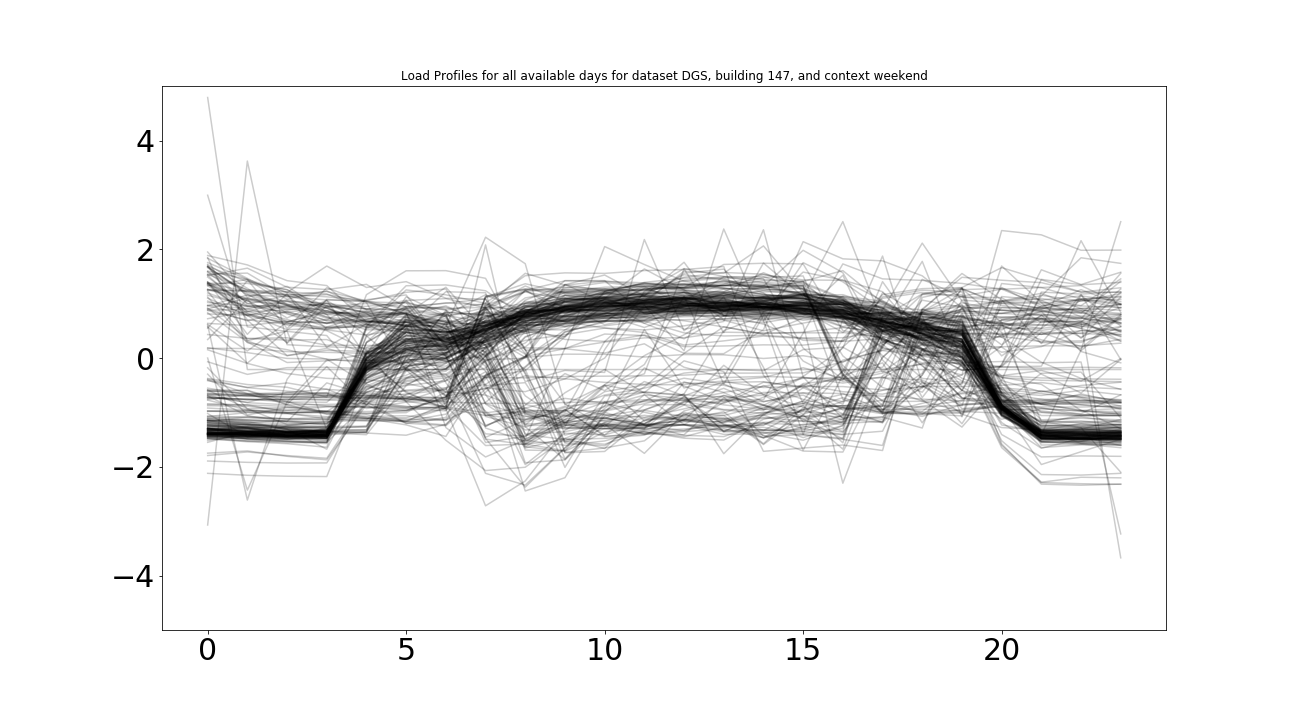 Load Profiles for all available days for dataset DGS, building 147, and context weekend
4
2
0
−2
−4
0 5 10 15 20